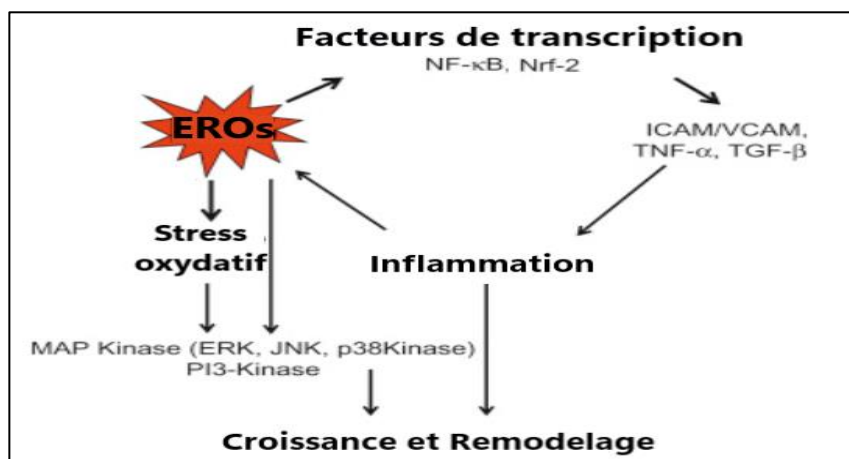 Facteurs de transcription
NF-κB, Nrf-2
EROs
ICAM/VCAM,
TNF-α, TGF-β
Stress
oxydatif
Inflammation
MAP Kinase (ERK, JNK, p38Kinase)
PI3-Kinase
Croissance et Remodelage